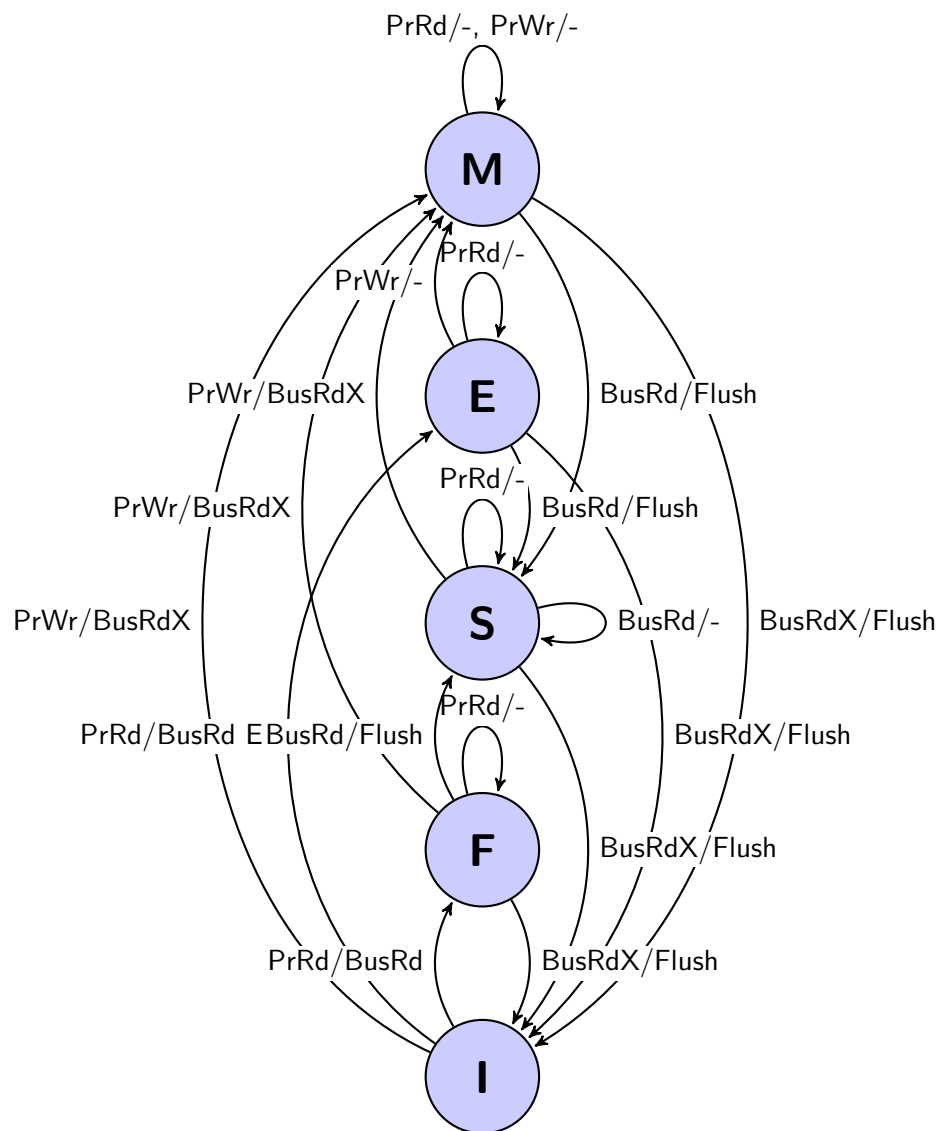 PrRd/-, PrWr/-
M
PrRd/-
PrWr/-
E
PrWr/BusRdX
BusRd/Flush
PrRd/-
PrWr/BusRdX
BusRd/Flush
S
PrWr/BusRdX
BusRd/-
BusRdX/Flush
PrRd/-
PrRd/BusRd E
BusRd/Flush
BusRdX/Flush
F
BusRdX/Flush
PrRd/BusRd
BusRdX/Flush
I